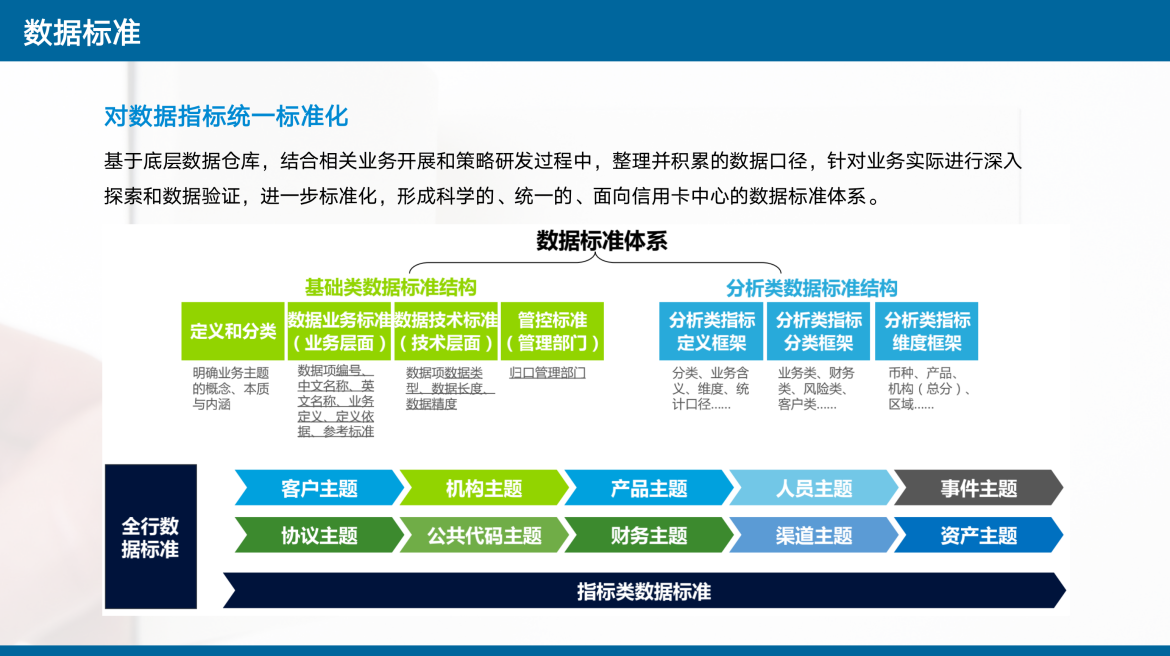 数据标准
对数据指标统一标准化
基于底层数据仓库，结合相关业务开展和策略研发过程中，整理并积累的数据口径，针对业务实际进行深入
探索和数据验证，进一步标准化，形成科学的、统一的、面向信用卡中心的数据标准体系。
数据标准体系
基础类数据标准结构
定义和分类
明确业务主题
的概念、本质
与内涵
数据业务标准
（业务层面）
数据项编号、
中文名称、英
文名称、业务
定义、定义依
据、参考标准
数据技术标准
（技术层面）
数据项数据类
型、数据长度、
数据精度
管控标准
（管理部门）
归口管理部门
分析类数据标准结构
分析类指标
定义框架
分类、业务含
义、维度、统
计口径......
分析类指标
分类框架
业务类、财务
类、风险类、
客户类......
分析类指标
维度框架
币种、产品、
机构（总分）、
区域......
全行数
据标准
客户主题
机构主题
产品主题
人员主题
事件主题
协议主题
公共代码主题
财务主题
渠道主题
资产主题
指标类数据标准